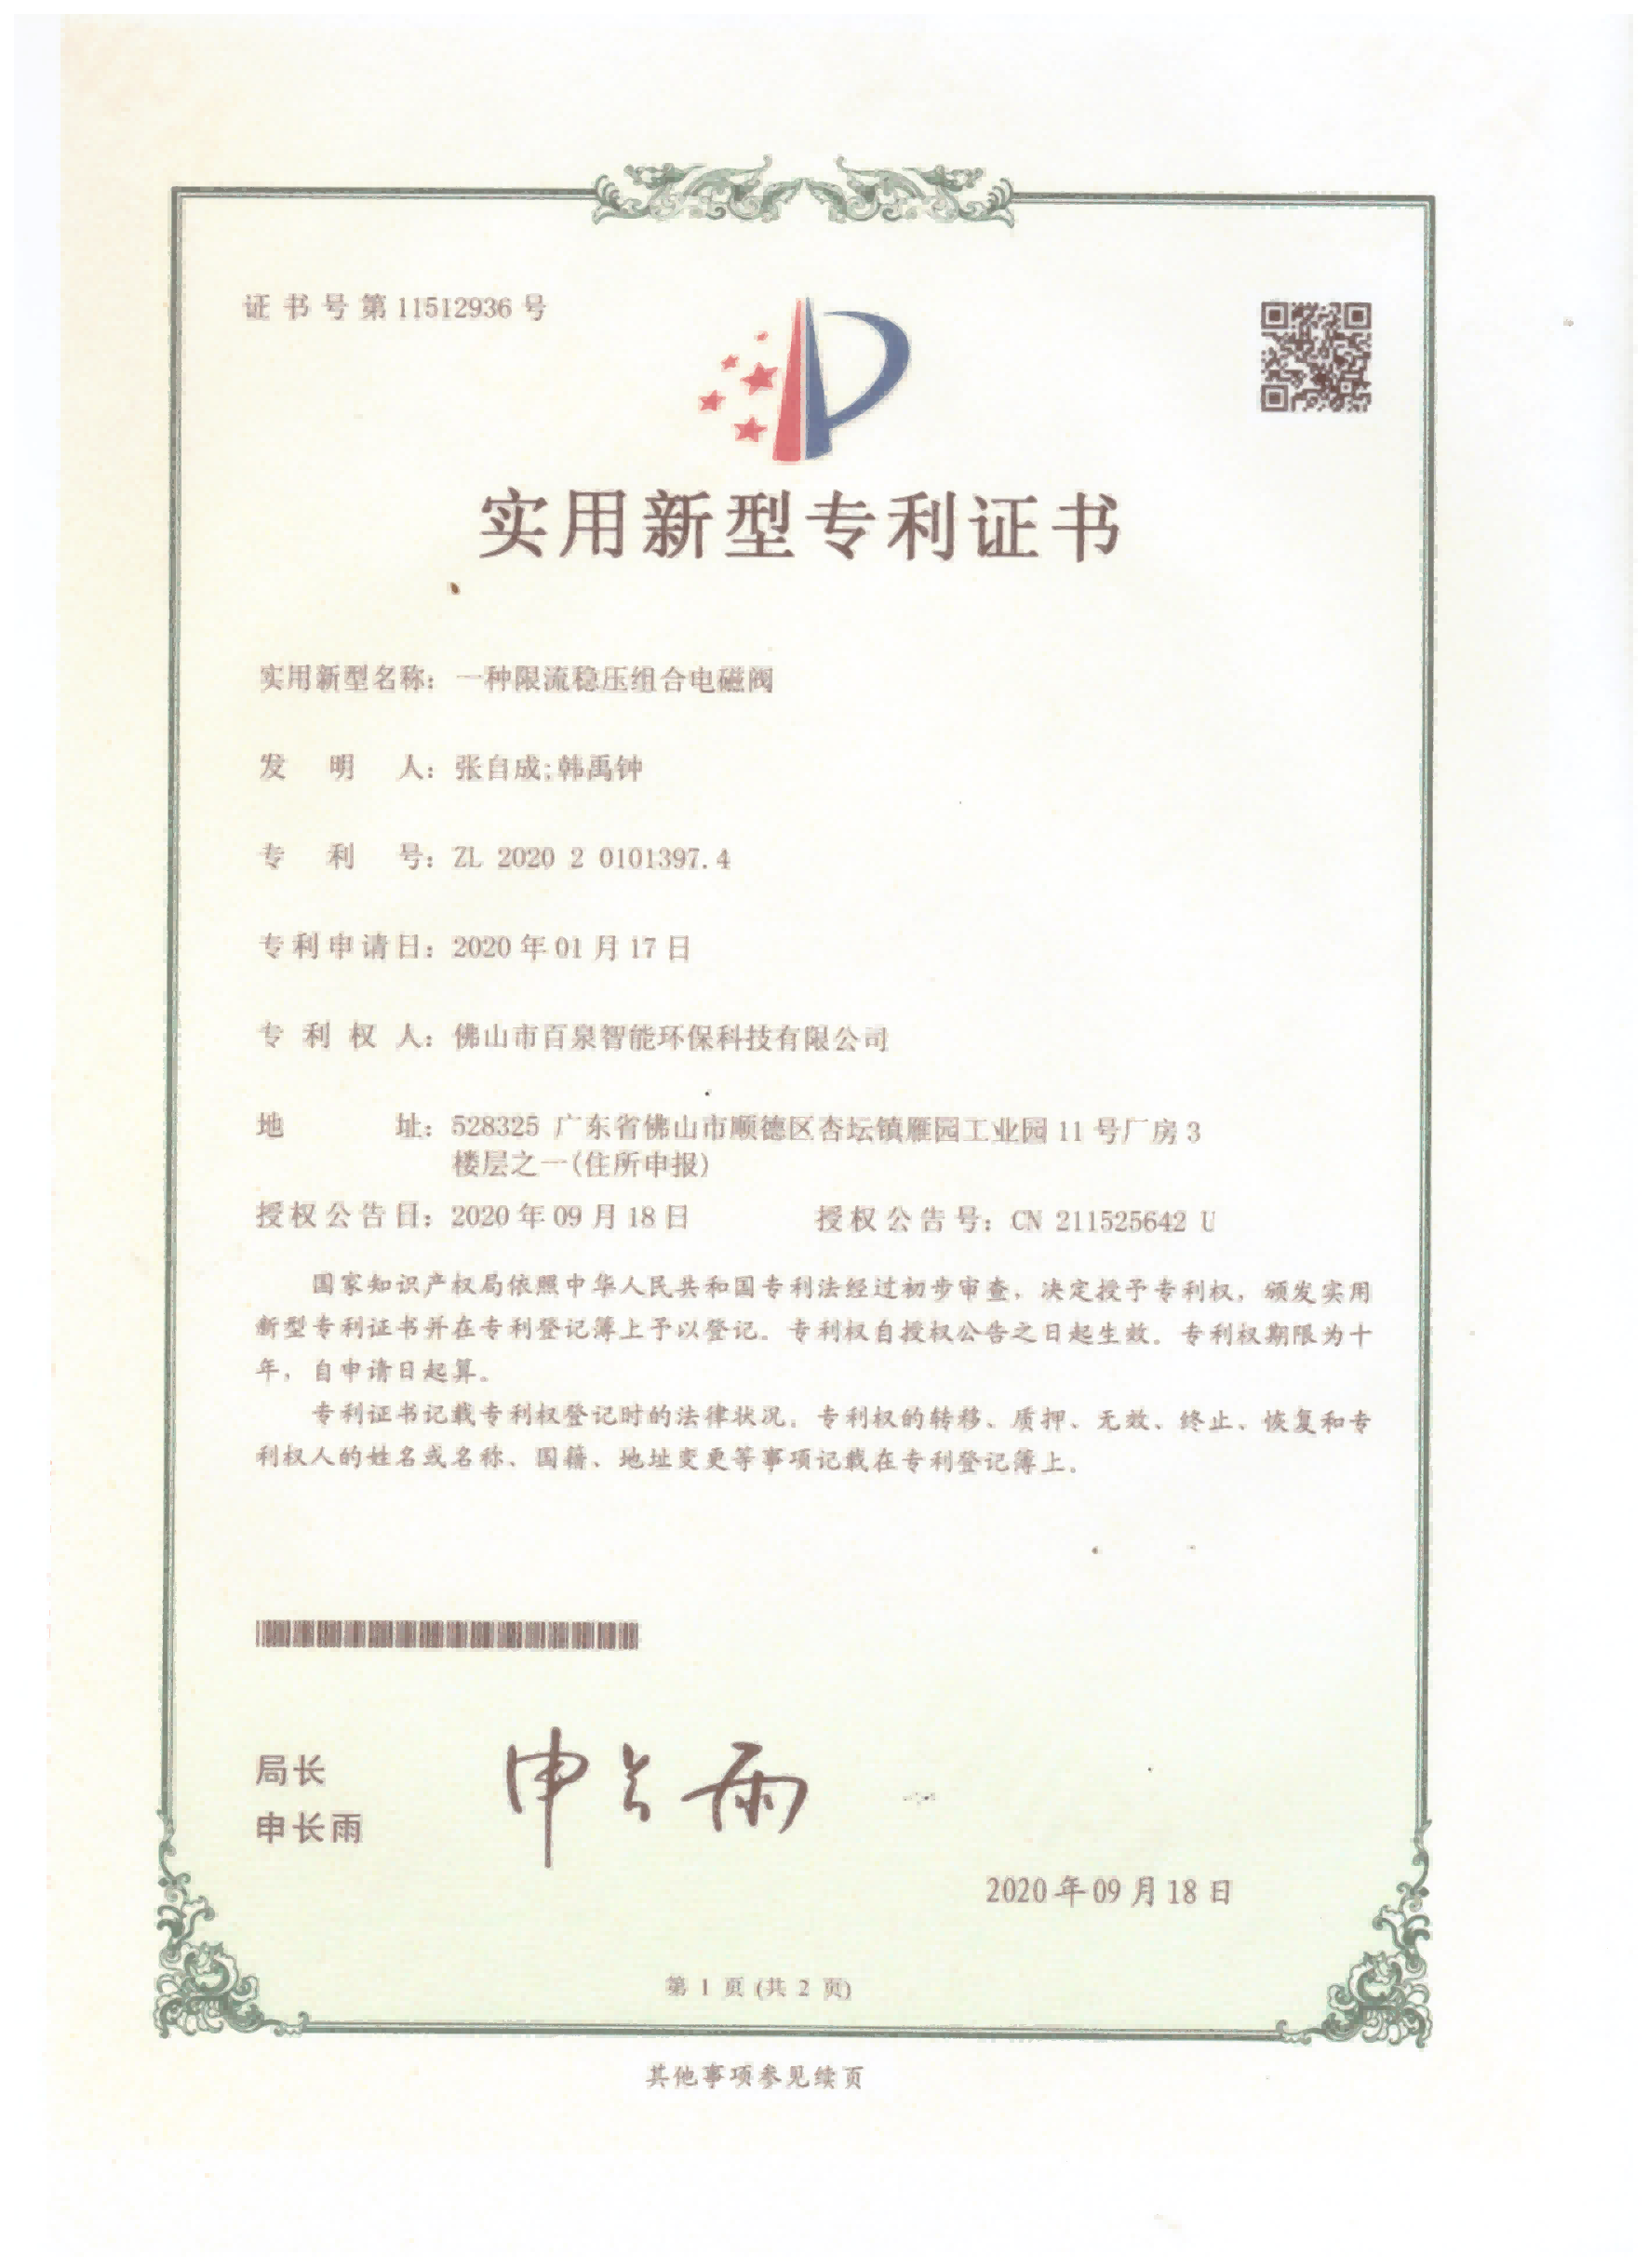 证书号第11512936号
实用新型专利证书
实用新型名称：一种限流稳压组合电磁阀
发明人：张自成;韩禹钟
专利号：ZL 2020 2 0101397.4
专利申请日：2020年01月17日
专利权人：佛山市百泉智能环保科技有限公司
地址：528325 广东省佛山市顺德区杏坛镇雁园工业园11号厂房3
楼层之一(住所申报)
授权公告日：2020年09月18日 授权公告号：CN 211525642 U
国家知识产权局依照中华人民共和国专利法经过初步审查，决定授予专利权，颁发实用
新型专利证书并在专利登记簿上予以登记。专利权自授权公告之日起生效。专利权期限为十
年，自申请日起算。
专利证书记载专利权登记时的法律状况。专利权的转移、质押、无效、终止、恢复和专
利权人的姓名或名称、国籍、地址变更等事项记载在专利登记簿上。
局长
申长雨
申长雨
2020年09月18日
第 1 页 (共 2 页)
其他事项参见续页